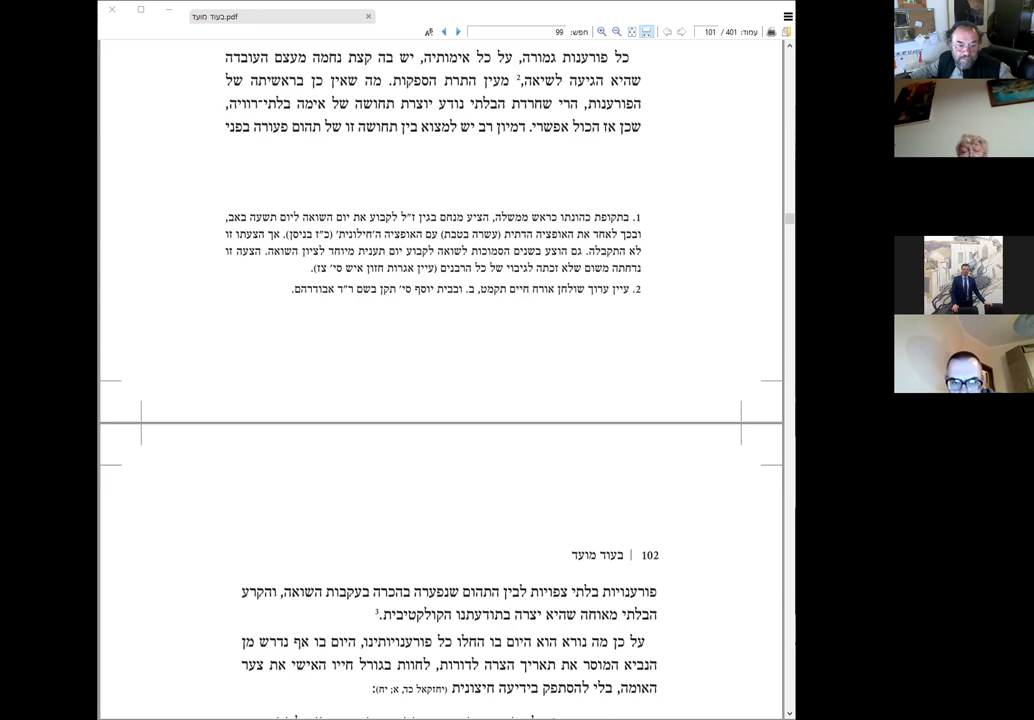 בעוד מועד.pdf
עמוד: 101 / 401
חפש: 99
כל פורענות גמורה, על כל אימותיה, יש בה קצת נחמה מעצם העובדה
שהיא הגיעה לשיאה,2 מעין התרת הספקות. מה שאין כן בראשיתה של
הפורענות, הרי שחרדת הבלתי נודע יוצרת תחושה של אימה בלתי־רוויה,
שכן אז הכול אפשרי. דמיון רב יש למצוא בין תחושה זו של תהום פעורה בפני
1. בתקופת כהונתו כראש ממשלה, הציע מנחם בגין ז״ל לקבוע את יום השואה ליום תשעה באב,
ובכך לאחד את האופציה הדתית (עשרה בטבת) עם האופציה ה׳חילונית׳ (כ״ז בניסן). אך הצעתו זו
לא התקבלה. גם הוצע בשנים הסמוכות לשואה לקבוע יום תענית מיוחד לציון השואה. הצעה זו
נדחתה משום שלא זכתה לגיבוי של כל הרבנים (עיין אגרות חזון איש סי׳ צז).
2. עיין ערוך שולחן אורח חיים תקמט, ב. ובבית יוסף סי׳ תקן בשם ר״ד אבודרהם.
102 | בעוד מועד
פורענויות בלתי צפויות לבין התהום שנפערה בהכרה בעקבות השואה, והקרע
הבלתי מאוחה שהיא יצרה בתודעתנו הקולקטיבית.3
על כן מה נורא הוא היום בו החלו כל פורענויותינו, היום בו אף נדרש מן
הנביא המוסר את תאריך הצרה לדורות, לחוות בגורל חייו האישי את צער
האומה, בלי להסתפק בידיעה חיצונית (יחזקאל כד, א; יח):